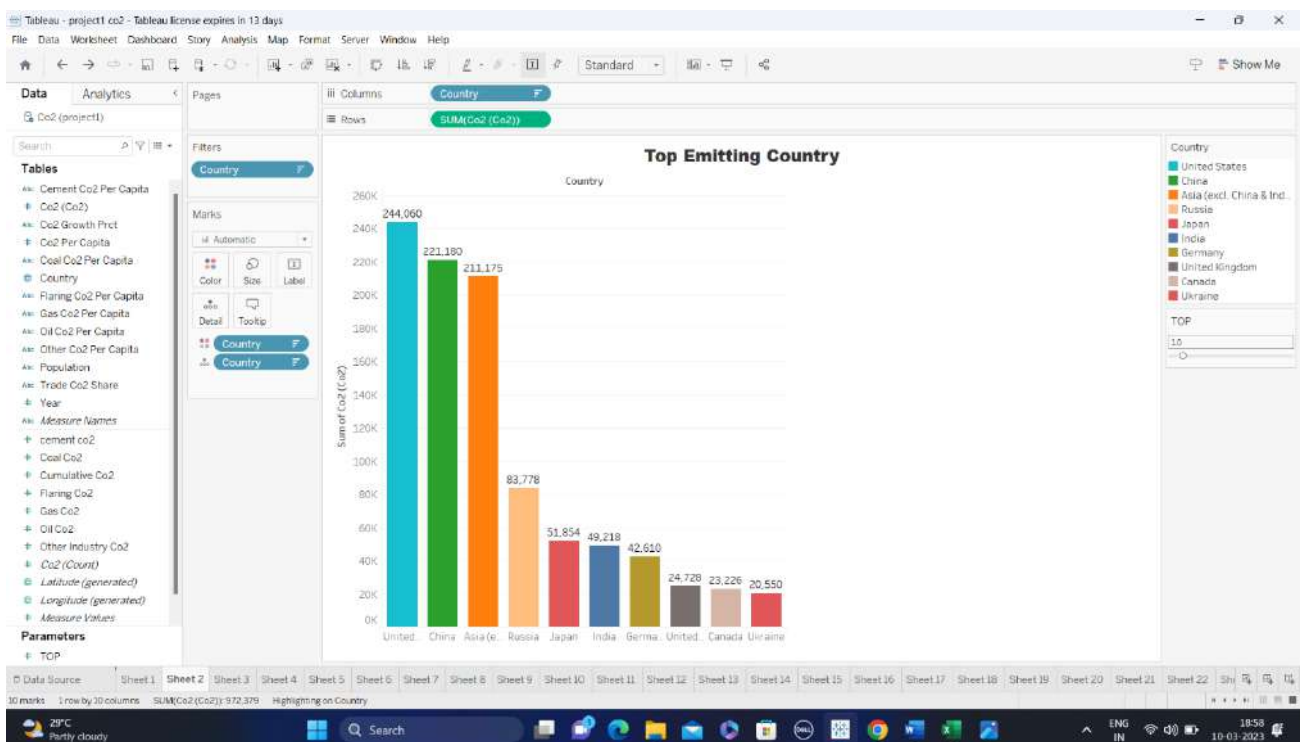 Tableau - project1 co2 - Tableau license expires in 13 days
File Data Worksheet Dashboard Story Analysis Map Format Server Window Help
Standard
Show Me
Data Analytics
Co2 (project1)
Search
Tables
Cement Co2 Per Capita
Co2 (Co2)
Co2 Growth Prct
Co2 Per Capita
Coal Co2 Per Capita
Country
Flaring Co2 Per Capita
Gas Co2 Per Capita
Oil Co2 Per Capita
Other Co2 Per Capita
Population
Trade Co2 Share
Year
Measure Names
cement co2
Coal Co2
Cumulative Co2
Flaring Co2
Gas Co2
Oil Co2
Other Industry Co2
Co2 (Count)
Latitude (generated)
Longitude (generated)
Measure Values
Parameters
TOP
Pages
Filters
Country
Marks
Automatic
Color Size Label
Detail Tooltip
Country
Country
Columns Country
Rows SUM(Co2 (Co2))
Top Emitting Country
Country
Sum of Co2 (Co2)
260K
240K
220K
200K
180K
160K
140K
120K
100K
80K
60K
40K
20K
0K
244,060
221,180
211,175
83,778
51,854
49,218
42,610
24,728
23,226
20,550
United.. China Asia (e.. Russia Japan India Germa.. United.. Canada Ukraine
Country
United States
China
Asia (excl. China & Ind..
Russia
Japan
India
Germany
United Kingdom
Canada
Ukraine
TOP
10
Data Source Sheet 1 Sheet 2 Sheet 3 Sheet 4 Sheet 5 Sheet 6 Sheet 7 Sheet 8 Sheet 9 Sheet 10 Sheet 11 Sheet 12 Sheet 13 Sheet 14 Sheet 15 Sheet 16 Sheet 17 Sheet 18 Sheet 19 Sheet 20 Sheet 21 Sheet 22 Sh
10 marks 1 row by 10 columns SUM(Co2 (Co2)): 972,379 Highlighting on Country
29°C
Partly cloudy
Search
DELL
ENG
IN
18:58
10-03-2023